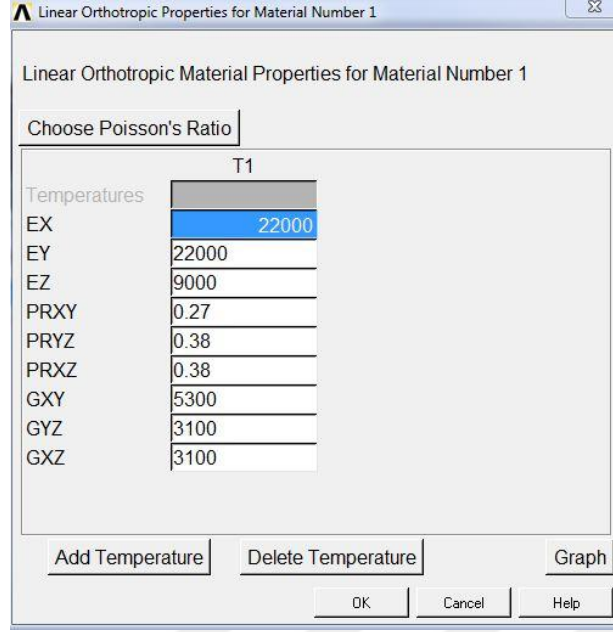 Linear Orthotropic Properties for Material Number 1
Linear Orthotropic Material Properties for Material Number 1
Choose Poisson's Ratio
T1
Temperatures
EX 22000
EY 22000
EZ 9000
PRXY 0.27
PRYZ 0.38
PRXZ 0.38
GXY 5300
GYZ 3100
GXZ 3100
Add Temperature Delete Temperature Graph
OK Cancel Help